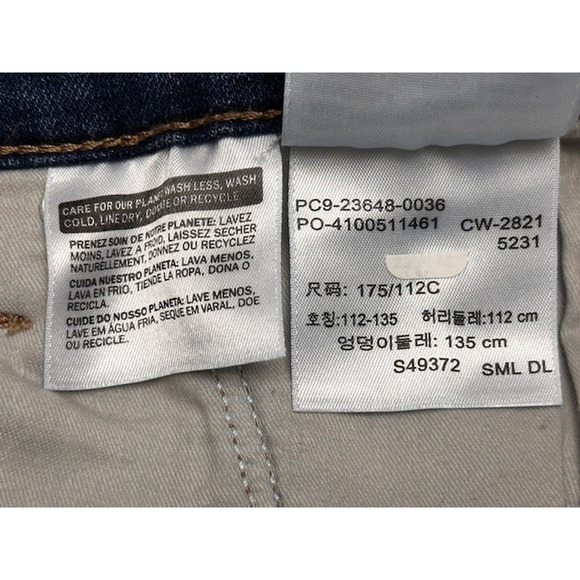 CARE FOR OUR PLANET: WASH LESS, WASH
COLD, LINE DRY, DONATE OR RECYCLE.
PRENEZ SOIN DE NOTRE PLANETE: LAVEZ
MOINS, LAVEZ A FROID, LAISSEZ SECHER
NATURELLEMENT, DONNEZ OU RECYCLEZ
CUIDA NUESTRO PLANETA: LAVA MENOS,
LAVA EN FRIO, TIENDE LA ROPA, DONA O
RECICLA.
CUIDE DO NOSSO PLANETA: LAVE MENOS,
LAVE EM ÁGUA FRIA, SEQUE EM VARAL, DOE
OU RECICLE.
PC9-23648-0036
PO-4100511461 CW-2821
5231
尺码: 175/112C
호칭:112-135 허리둘레:112 cm
엉덩이둘레: 135 cm
S49372 SML DL